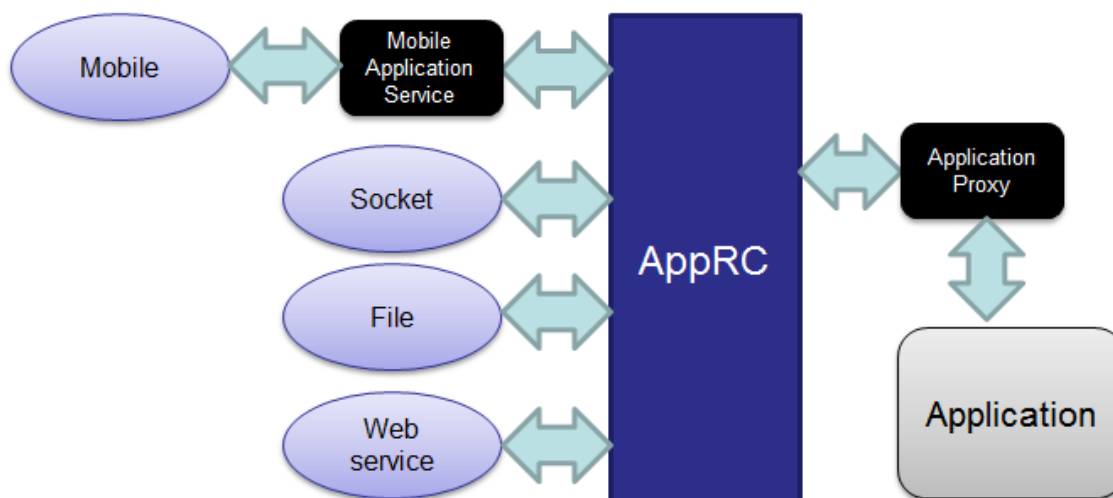 Mobile
Mobile
Application
Service
Socket
File
Web
service
AppRC
Application
Proxy
Application